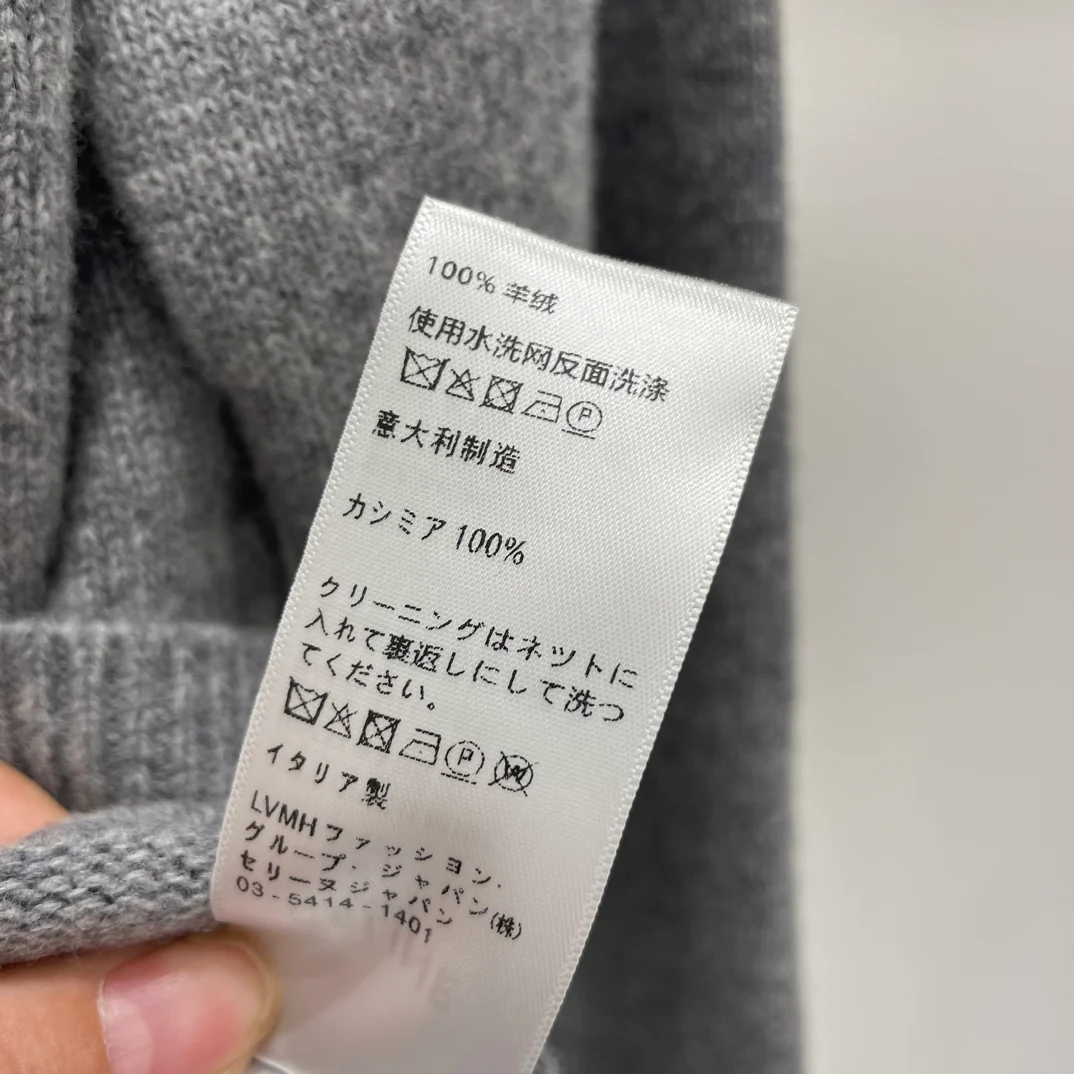 100% 羊绒
使用水洗网反面洗涤
P
意大利制造
カシミア 100%
クリーニングはネットに
入れて裏返しにして洗っ
てください。
P W
イタリア製
LVMH ファッション・
グループ・ジャパン(株)
セリーヌジャパン
03-5414-1401